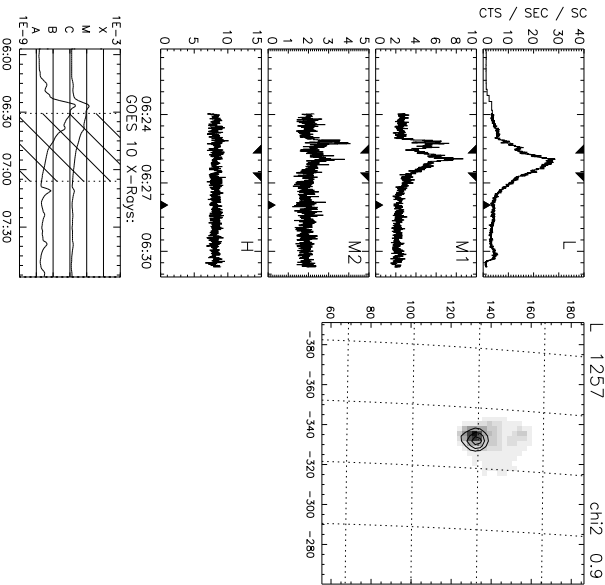 CTS / SEC / SC
0 10 20 30 40
L
0 2 4 6 8 10
M1
0 1 2 3 4 5
M2
0 5 10 15
H
06:24 06:27 06:30
GOES 10 X-Rays:
1E-9 A B C M X 1E-3
06:00 06:30 07:00 07:30
L 1257 chi2 0.9
60 80 100 120 140 160 180
-380 -360 -340 -320 -300 -280